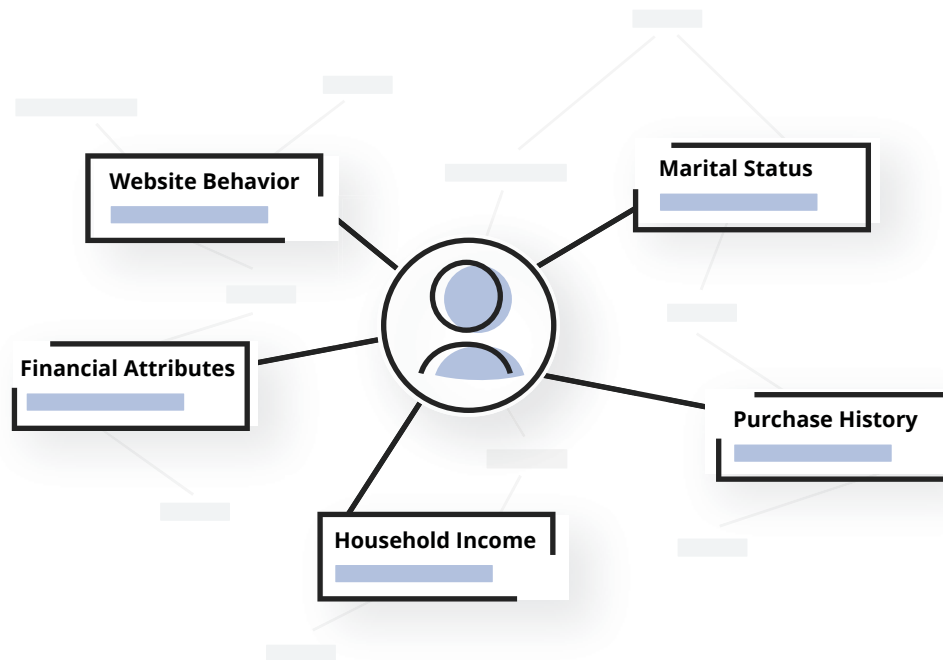 Marital Status
Website Behavior
Financial Attributes
Purchase History
Household Income